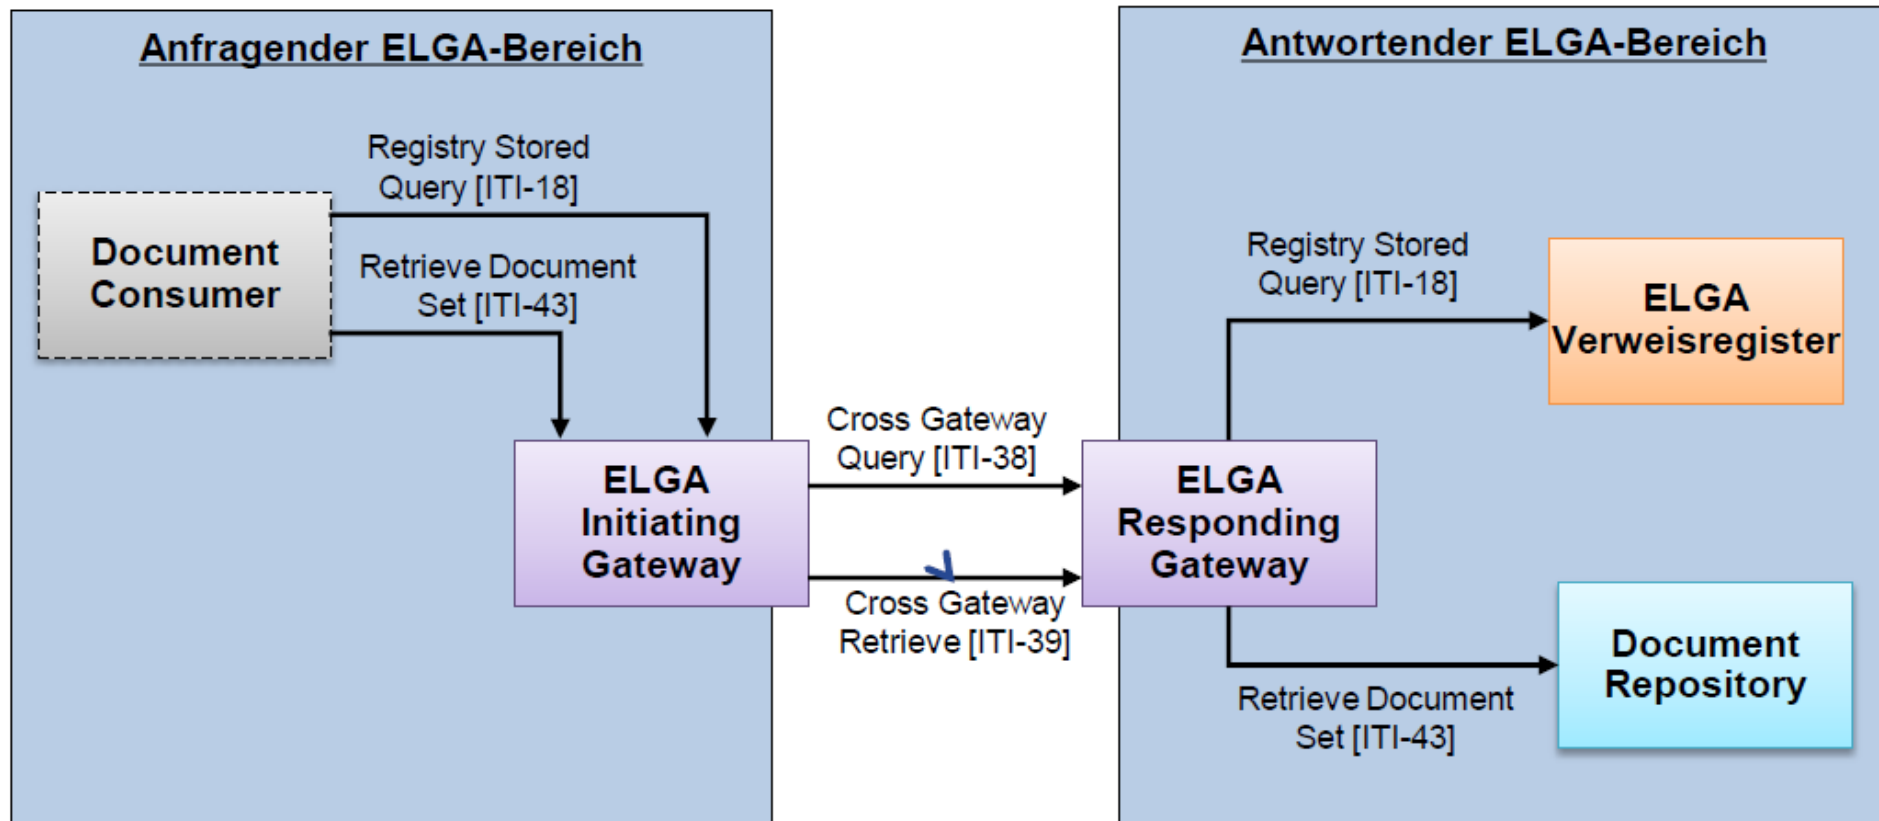 Anfragender ELGA-Bereich
Registry Stored
Query [ITI-18]
Document
Consumer
Retrieve Document
Set [ITI-43]
ELGA
Initiating
Gateway
Cross Gateway
Query [ITI-38]
Cross Gateway
Retrieve [ITI-39]
Antwortender ELGA-Bereich
Registry Stored
Query [ITI-18]
ELGA
Verweisregister
ELGA
Responding
Gateway
Document
Repository
Retrieve Document
Set [ITI-43]